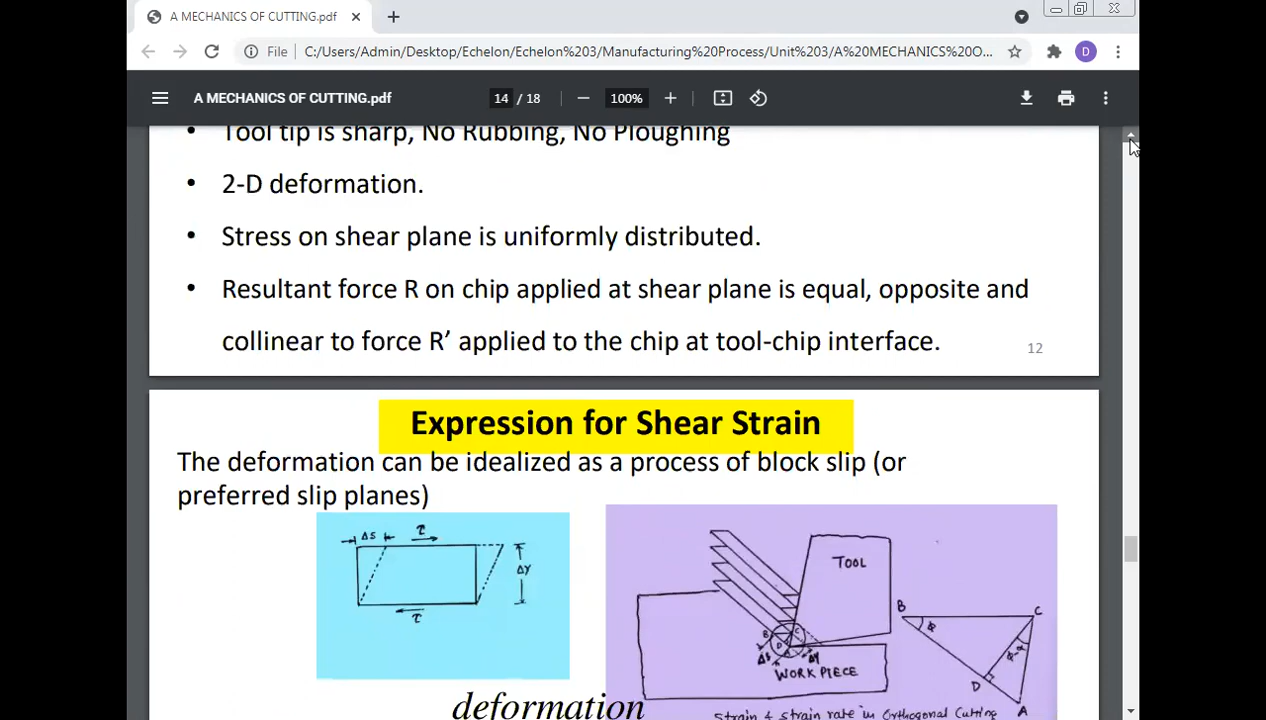 A MECHANICS OF CUTTING.pdf
File C:/Users/Admin/Desktop/Echelon/Echelon%203/Manufacturing%20Process/Unit%203/A%20MECHANICS%20O... D
A MECHANICS OF CUTTING.pdf 14 / 18 100%
• Tool tip is sharp, No Rubbing, No Ploughing
• 2-D deformation.
• Stress on shear plane is uniformly distributed.
• Resultant force R on chip applied at shear plane is equal, opposite and
collinear to force R’ applied to the chip at tool-chip interface.
12
Expression for Shear Strain
The deformation can be idealized as a process of block slip (or
preferred slip planes)
Δs τ
Δy
τ
TOOL
B C
B C
D
Δs Δy
WORK PIECE
D
A
deformation
strain & strain rate in Orthogonal Cutting